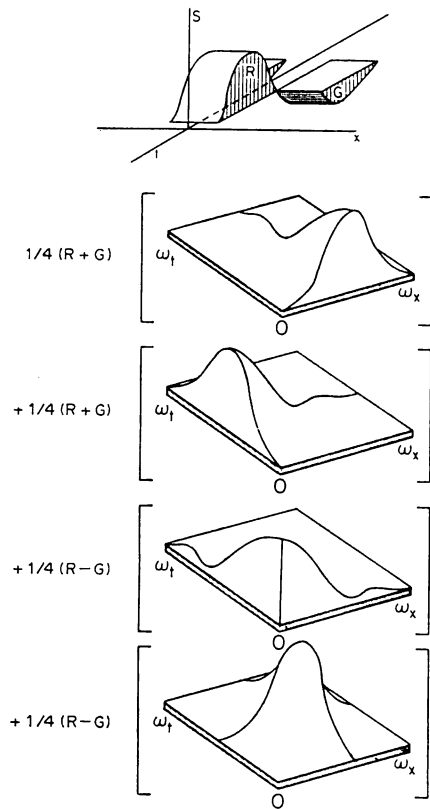 S
R
G
x
t
1/4 (R + G)
ωt
ωx
O
+ 1/4 (R + G)
ωt
ωx
O
+ 1/4 (R − G)
ωt
ωx
O
+ 1/4 (R − G)
ωt
ωx
O